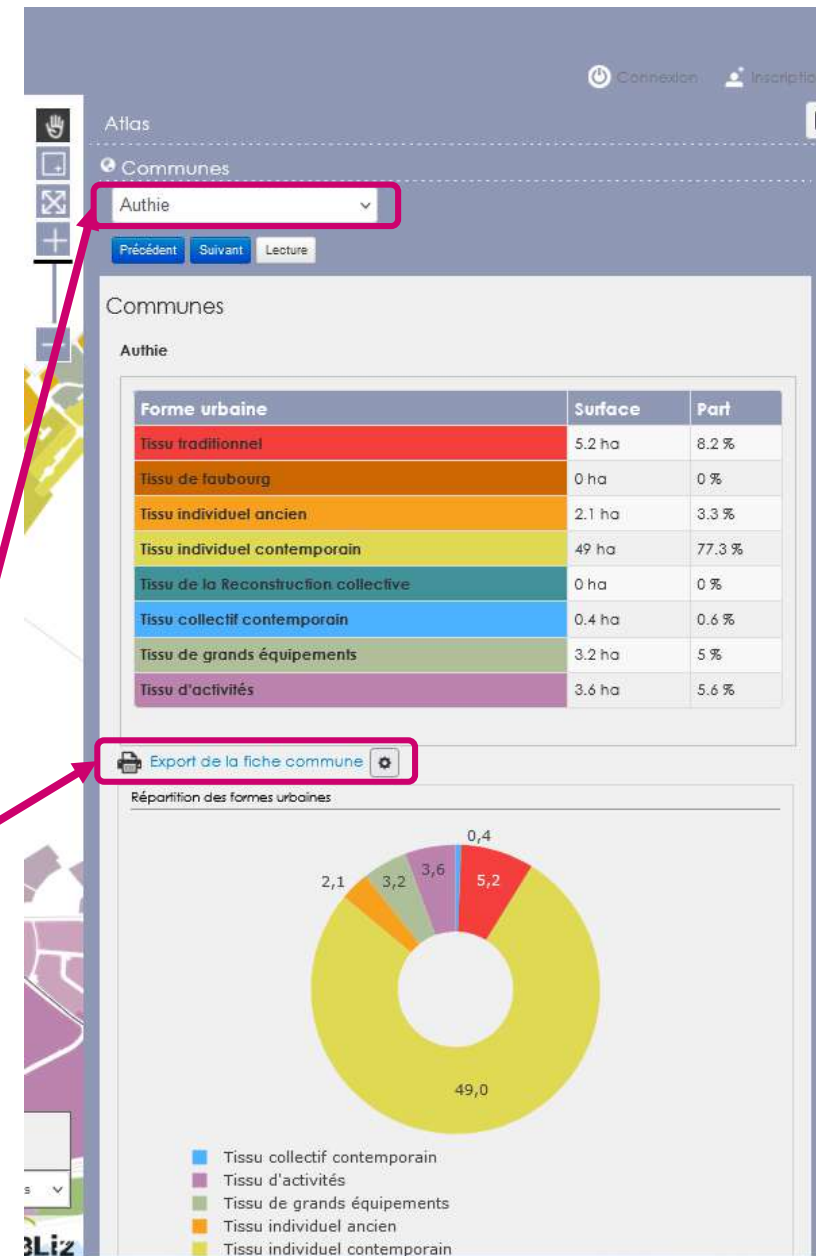 Connexion Inscriptio
Atlas
Communes
Authie
Précédent Suivant Lecture
Communes
Authie
Forme urbaine Surface Part
Tissu traditionnel 5.2 ha 8.2 %
Tissu de faubourg 0 ha 0 %
Tissu individuel ancien 2.1 ha 3.3 %
Tissu individuel contemporain 49 ha 77.3 %
Tissu de la Reconstruction collective 0 ha 0 %
Tissu collectif contemporain 0.4 ha 0.6 %
Tissu de grands équipements 3.2 ha 5 %
Tissu d'activités 3.6 ha 5.6 %
Export de la fiche commune
Répartition des formes urbaines
0,4
2,1 3,2 3,6 5,2
49,0
Tissu collectif contemporain
Tissu d'activités
Tissu de grands équipements
s
Tissu individuel ancien
Tissu individuel contemporain
3Liz